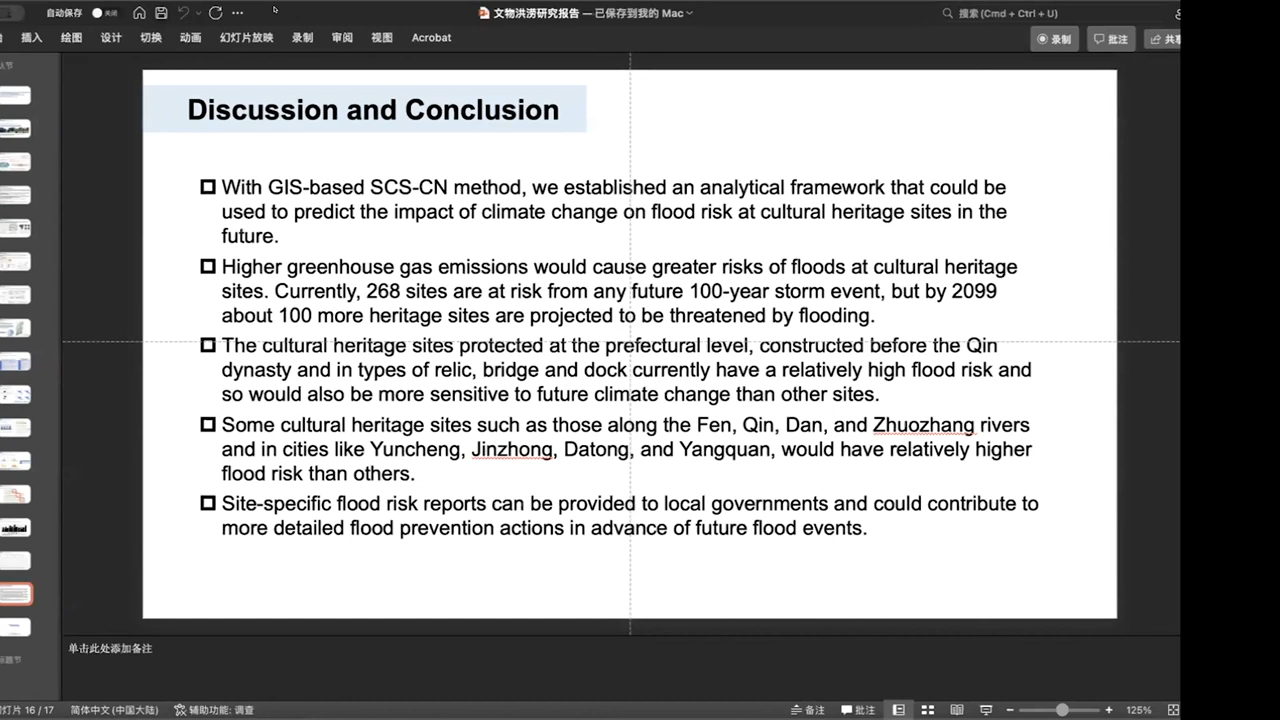 自动保存 关闭
文物洪涝研究报告 — 已保存到我的 Mac
搜索 (Cmd + Ctrl + U)
插入 绘图 设计 切换 动画 幻灯片放映 录制 审阅 视图 Acrobat
录制 批注 共享
Discussion and Conclusion
With GIS-based SCS-CN method, we established an analytical framework that could be
used to predict the impact of climate change on flood risk at cultural heritage sites in the
future.
Higher greenhouse gas emissions would cause greater risks of floods at cultural heritage
sites. Currently, 268 sites are at risk from any future 100-year storm event, but by 2099
about 100 more heritage sites are projected to be threatened by flooding.
The cultural heritage sites protected at the prefectural level, constructed before the Qin
dynasty and in types of relic, bridge and dock currently have a relatively high flood risk and
so would also be more sensitive to future climate change than other sites.
Some cultural heritage sites such as those along the Fen, Qin, Dan, and Zhuozhang rivers
and in cities like Yuncheng, Jinzhong, Datong, and Yangquan, would have relatively higher
flood risk than others.
Site-specific flood risk reports can be provided to local governments and could contribute to
more detailed flood prevention actions in advance of future flood events.
单击此处添加备注
灯片 16 / 17 简体中文 (中国大陆) 辅助功能: 调查
备注 批注 125%